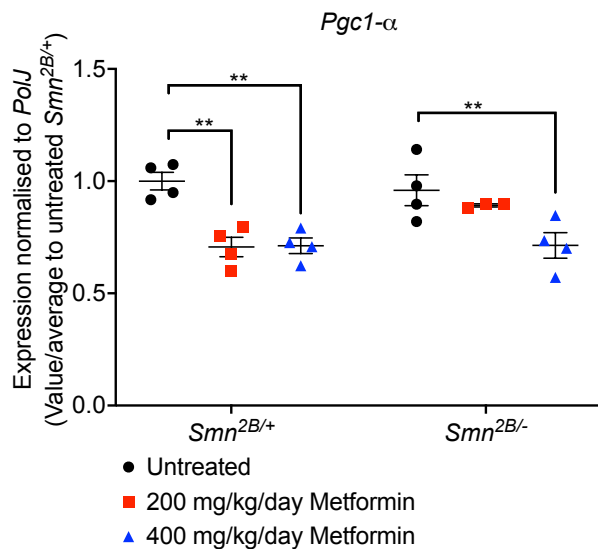 Pgc1-α
Expression normalised to PolJ
(Value/average to untreated Smn2B/+)
1.5
1.0
0.5
0.0
**
**
**
Smn2B/+
Smn2B/-
Untreated
200 mg/kg/day Metformin
400 mg/kg/day Metformin